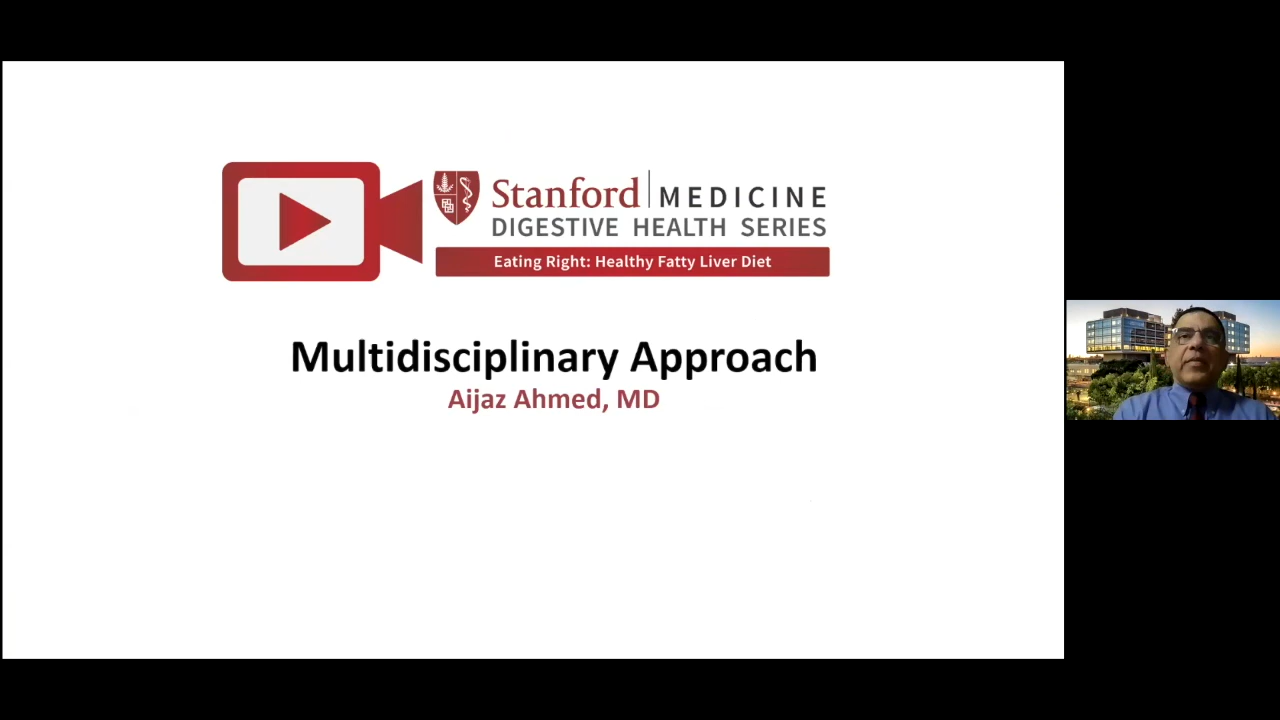 Stanford MEDICINE
DIGESTIVE HEALTH SERIES
Eating Right: Healthy Fatty Liver Diet
Multidisciplinary Approach
Aijaz Ahmed, MD